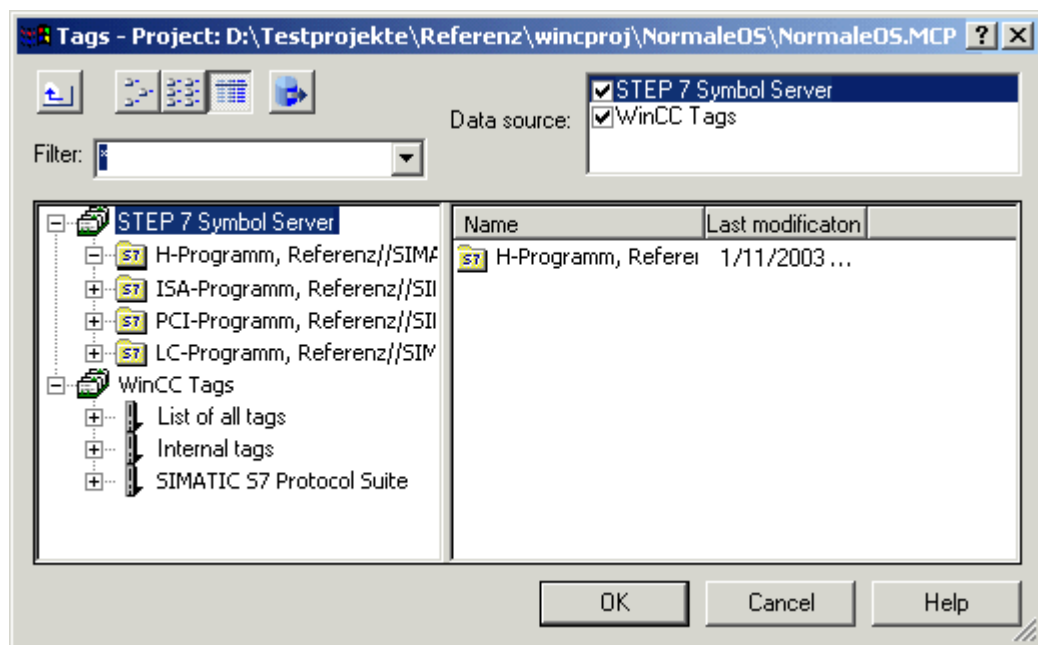 Tags - Project: D:\Testprojekte\Referenz\wincproj\NormaleOS\NormaleOS.MCP
Data source:
STEP 7 Symbol Server
WinCC Tags
Filter: *
STEP 7 Symbol Server
H-Programm, Referenz//SIMA
ISA-Programm, Referenz//SII
PCI-Programm, Referenz//SII
LC-Programm, Referenz//SIM
WinCC Tags
List of all tags
Internal tags
SIMATIC S7 Protocol Suite
Name Last modificaton
H-Programm, Referei 1/11/2003 ...
OK Cancel Help